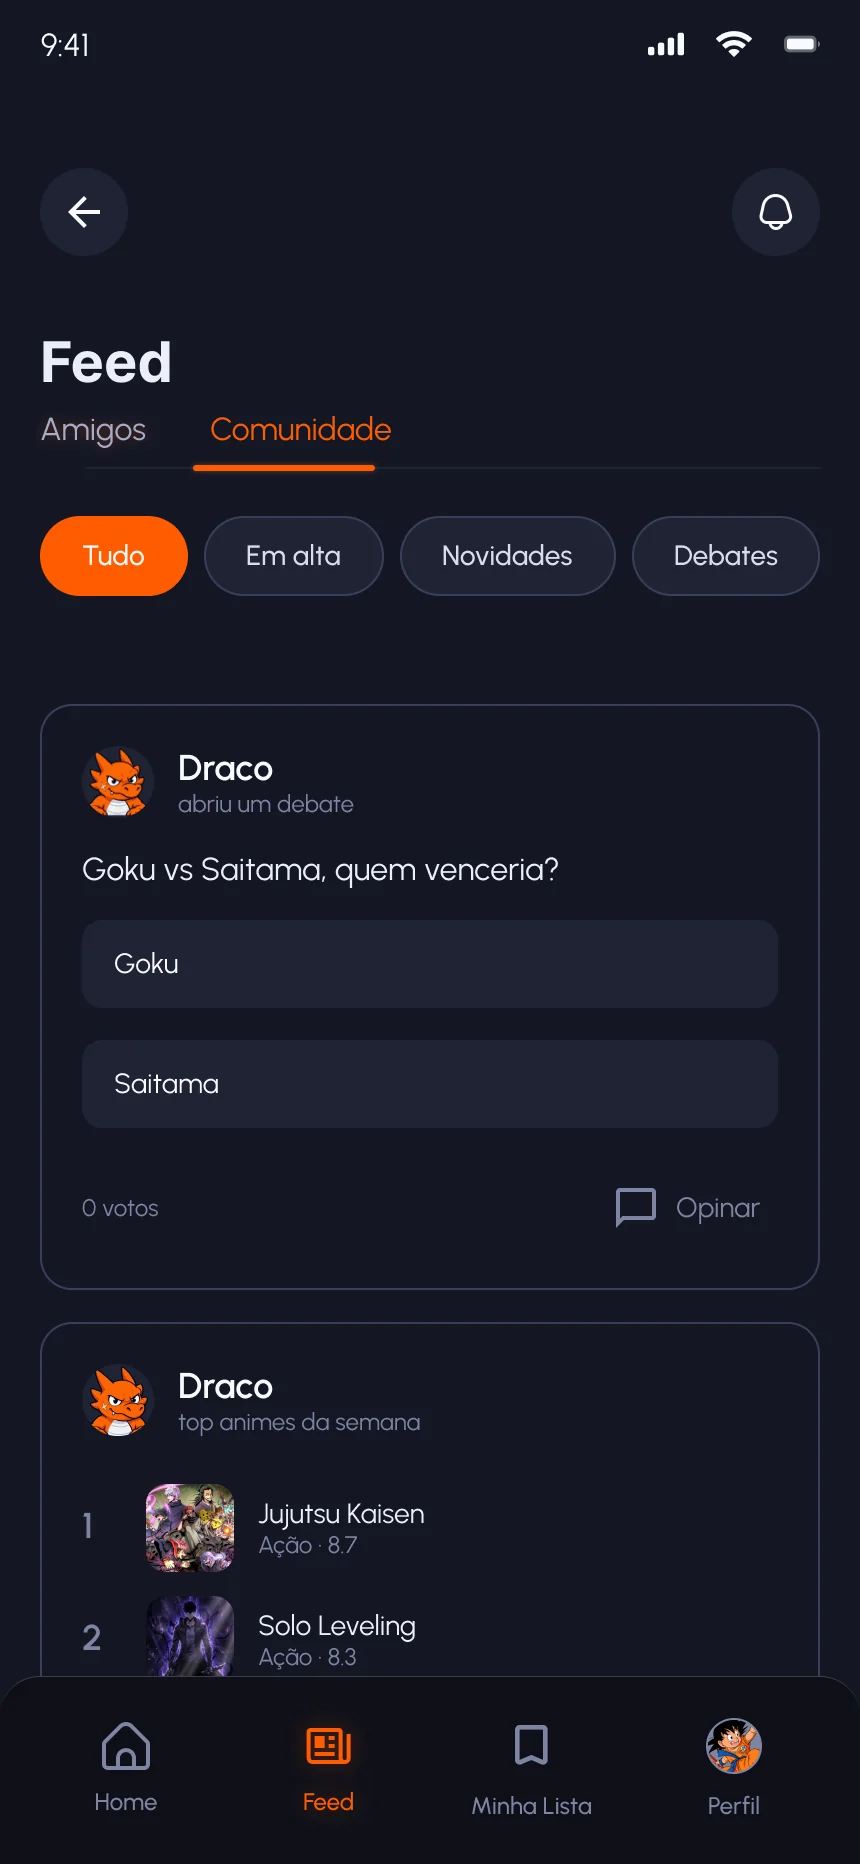 9:41
Feed
Amigos
Comunidade
Tudo
Em alta
Novidades
Debates
Draco
abriu um debate
Goku vs Saitama, quem venceria?
Goku
Saitama
0 votos
Opinar
Draco
top animes da semana
1
Jujutsu Kaisen
Ação · 8.7
2
Solo Leveling
Ação · 8.3
Home
Feed
Minha Lista
Perfil